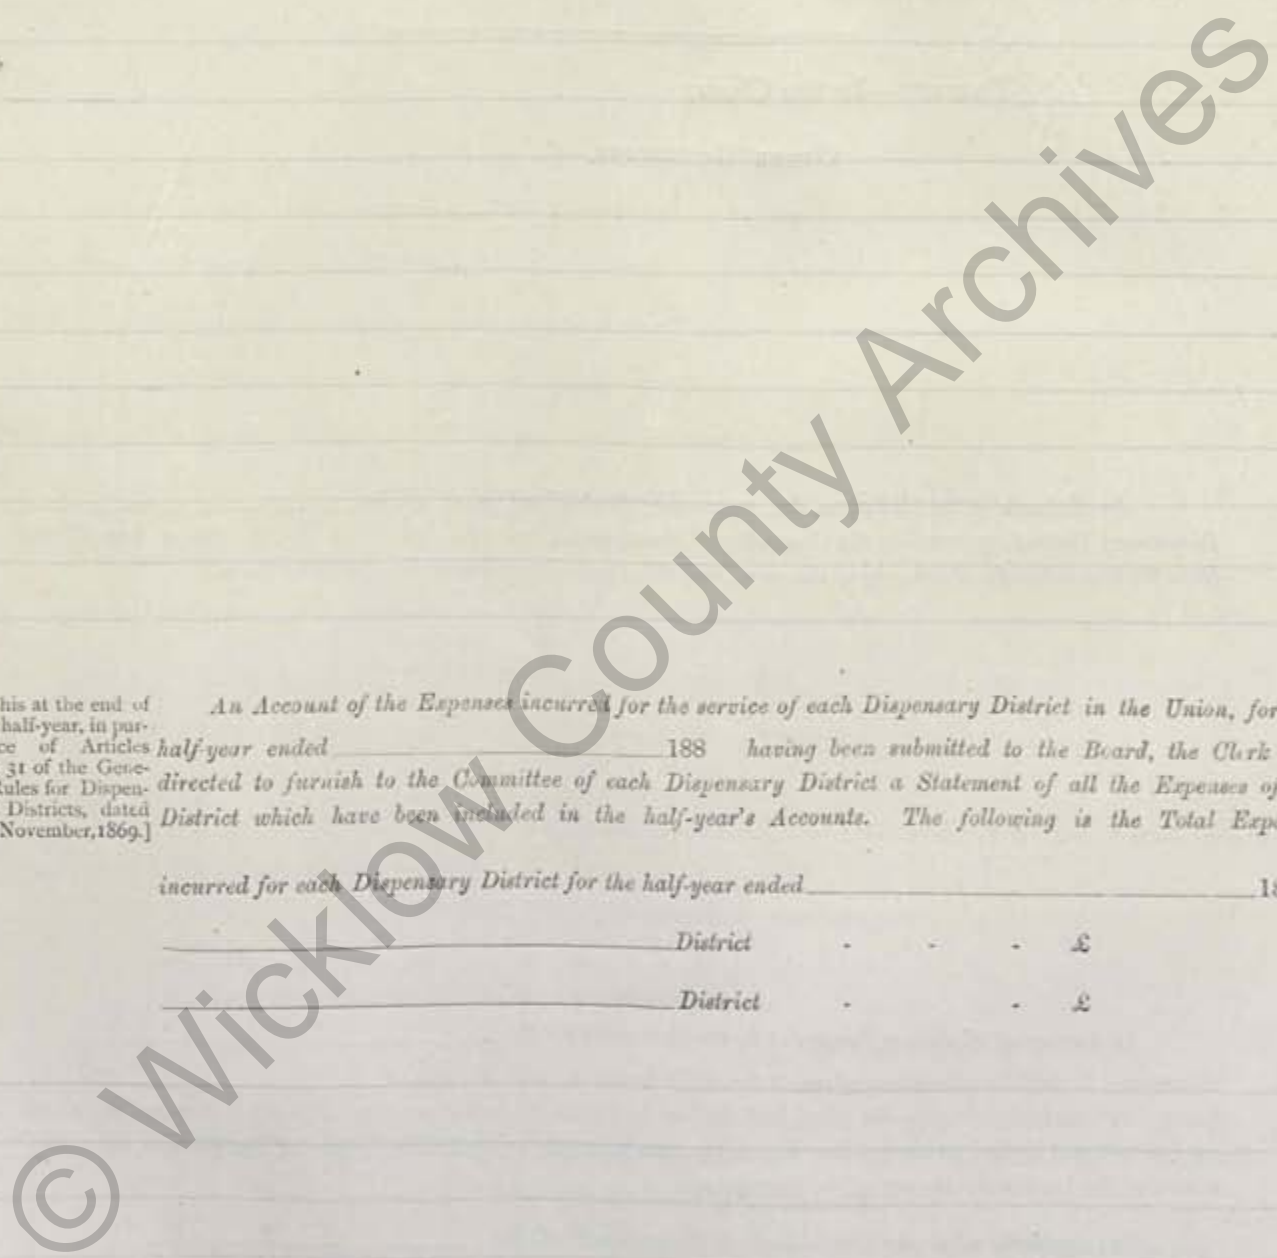 his at the end of
half-year, in pur-
ce of Articles
31 of the Gene-
ules for Dispen-
Districts, dated
November, 1869.]
An Account of the Expenses incurred for the service of each Dispensary District in the Union, for
half-year ended 188 having been submitted to the Board, the Clerk
directed to furnish to the Committee of each Dispensary District a Statement of all the Expenses of
District which have been included in the half-year's Accounts. The following is the Total Expe
incurred for each Dispensary District for the half-year ended 18
District - - - £
District - - £
© Wicklow County Archives